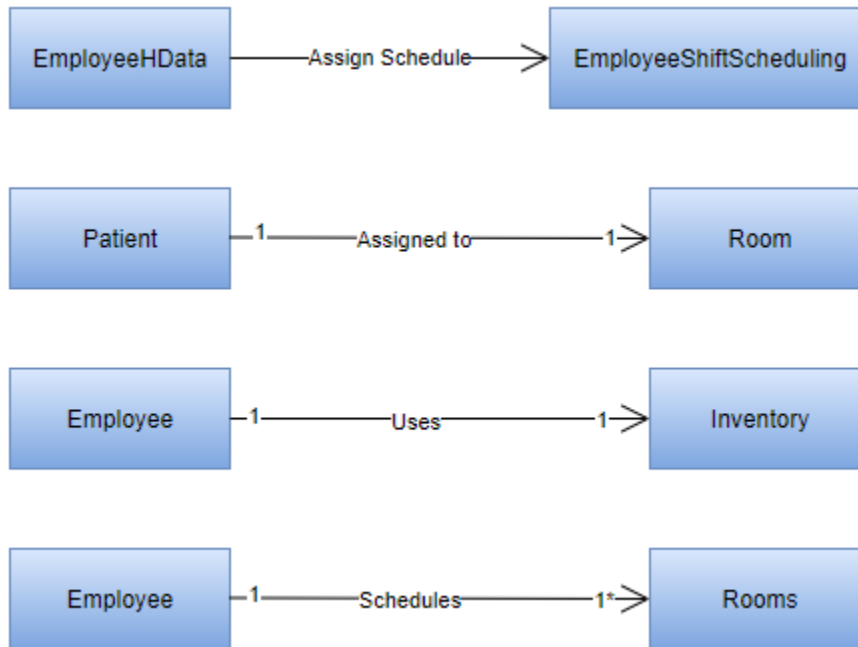 EmployeeHData Assign Schedule EmployeeShiftScheduling
Patient 1 Assigned to 1 Room
Employee 1 Uses 1 Inventory
Employee 1 Schedules 1* Rooms